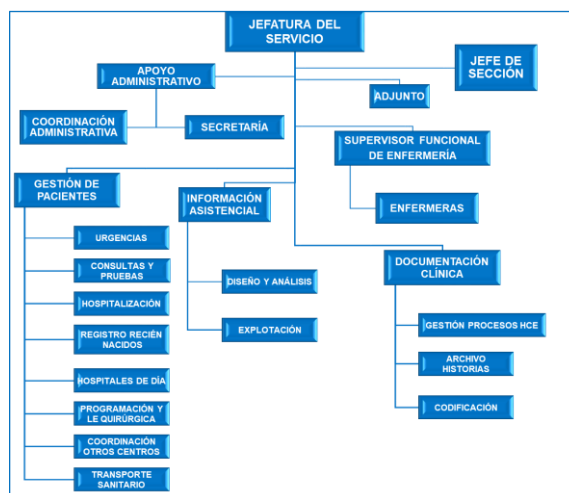 JEFATURA DEL
SERVICIO
JEFE DE
SECCIÓN
APOYO
ADMINISTRATIVO
ADJUNTO
COORDINACIÓN
ADMINISTRATIVA
SECRETARÍA
SUPERVISOR FUNCIONAL
DE ENFERMERÍA
GESTIÓN DE
PACIENTES
INFORMACIÓN
ASISTENCIAL
ENFERMERAS
URGENCIAS
CONSULTAS Y
PRUEBAS
HOSPITALIZACIÓN
REGISTRO RECIÉN
NACIDOS
HOSPITALES DE DÍA
PROGRAMACIÓN Y
LE QUIRÚRGICA
COORDINACIÓN
OTROS CENTROS
TRANSPORTE
SANITARIO
DISEÑO Y ANÁLISIS
EXPLOTACIÓN
DOCUMENTACIÓN
CLÍNICA
GESTIÓN PROCESOS HCE
ARCHIVO
HISTORIAS
CODIFICACIÓN